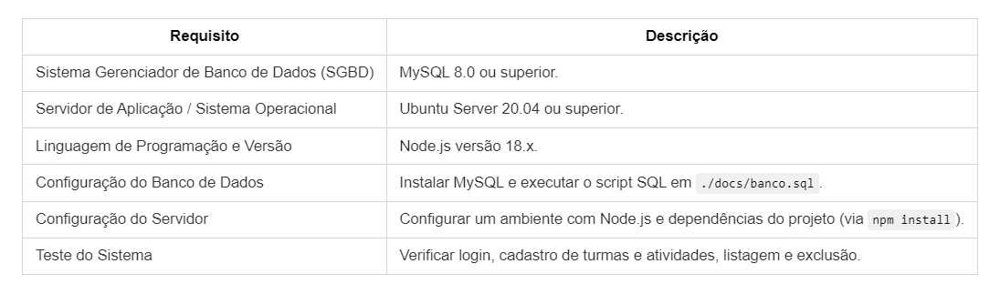 Requisito Descrição
Sistema Gerenciador de Banco de Dados (SGBD) MySQL 8.0 ou superior.
Servidor de Aplicação / Sistema Operacional Ubuntu Server 20.04 ou superior.
Linguagem de Programação e Versão Node.js versão 18.x.
Configuração do Banco de Dados Instalar MySQL e executar o script SQL em ./docs/banco.sql.
Configuração do Servidor Configurar um ambiente com Node.js e dependências do projeto (via npm install).
Teste do Sistema Verificar login, cadastro de turmas e atividades, listagem e exclusão.